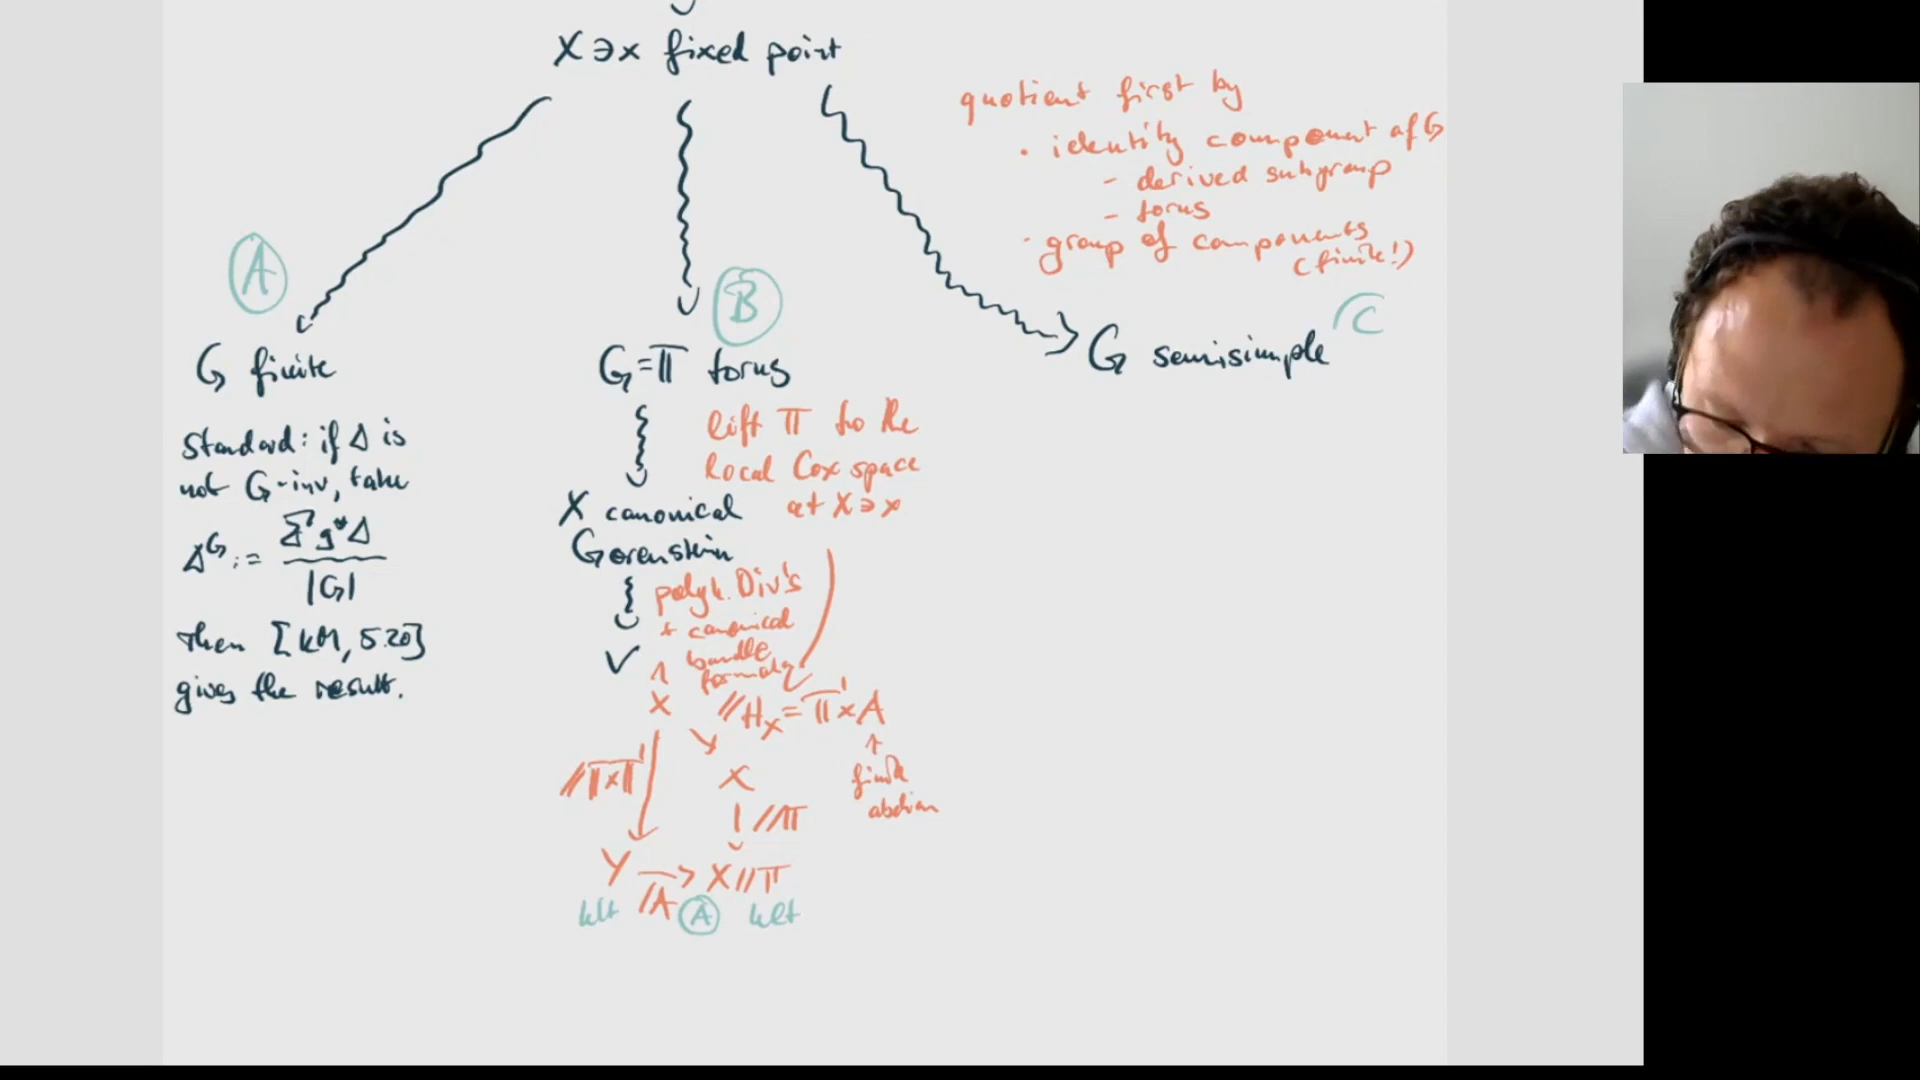 X ∋ x fixed point
quotient first by
· identity component of G
- derived subgroup
- torus
· group of components
(finite!)
A
B
C
G finite
G = 𝕋 torus
G semisimple
Standard: if Δ is
not G-inv, take
Δ^G := Σ g*Δ / |G|
then [KM, 5.20]
gives the result.
lift 𝕋 to the
local Cox space
at X ∋ x
X canonical
Gorenstein
polyh. Div's
+ canonical
bundle
formula
✓
X //H_X = 𝕋' × A
↑
finite
abelian
//𝕋×𝕋'
X
//𝕋
Y → X//𝕋
/A
klt A klt